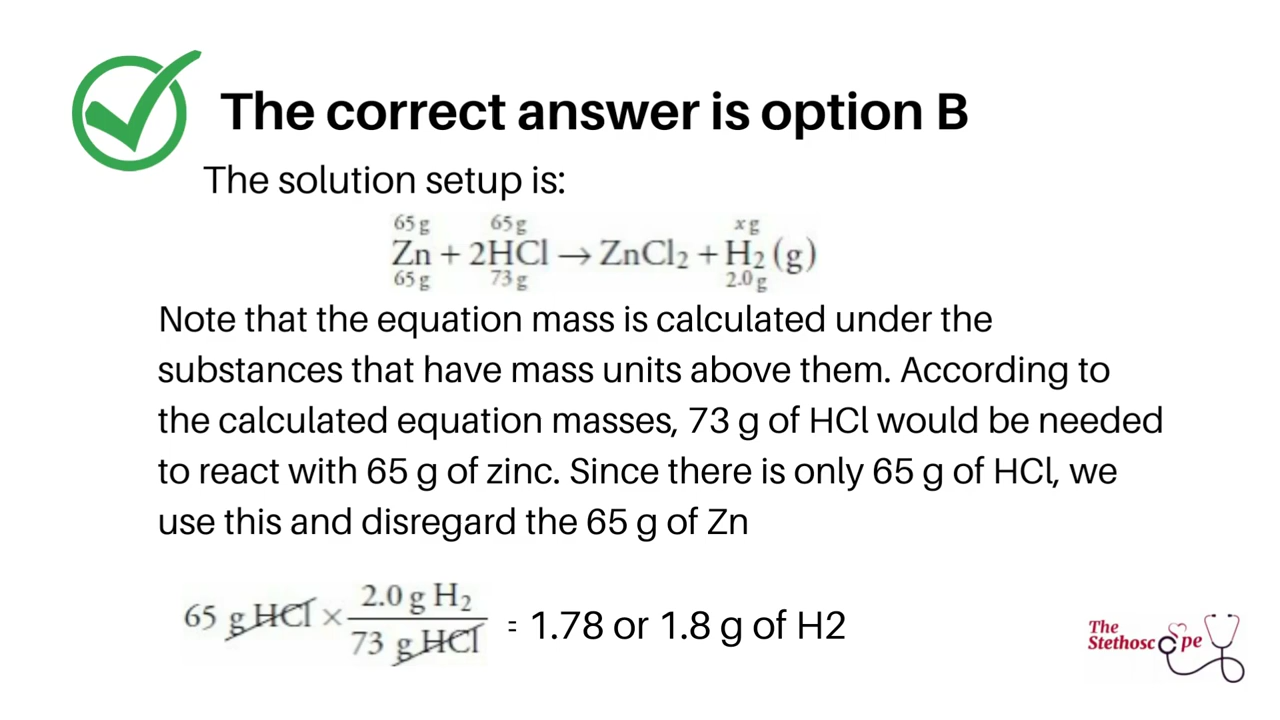 The correct answer is option B
The solution setup is:
65 g 65 g x g
Zn + 2HCl → ZnCl₂ + H₂ (g)
65 g 73 g 2.0 g
Note that the equation mass is calculated under the
substances that have mass units above them. According to
the calculated equation masses, 73 g of HCl would be needed
to react with 65 g of zinc. Since there is only 65 g of HCl, we
use this and disregard the 65 g of Zn
2.0 g H₂
65 g HCl × = 1.78 or 1.8 g of H2
73 g HCl
The
Stethoscope